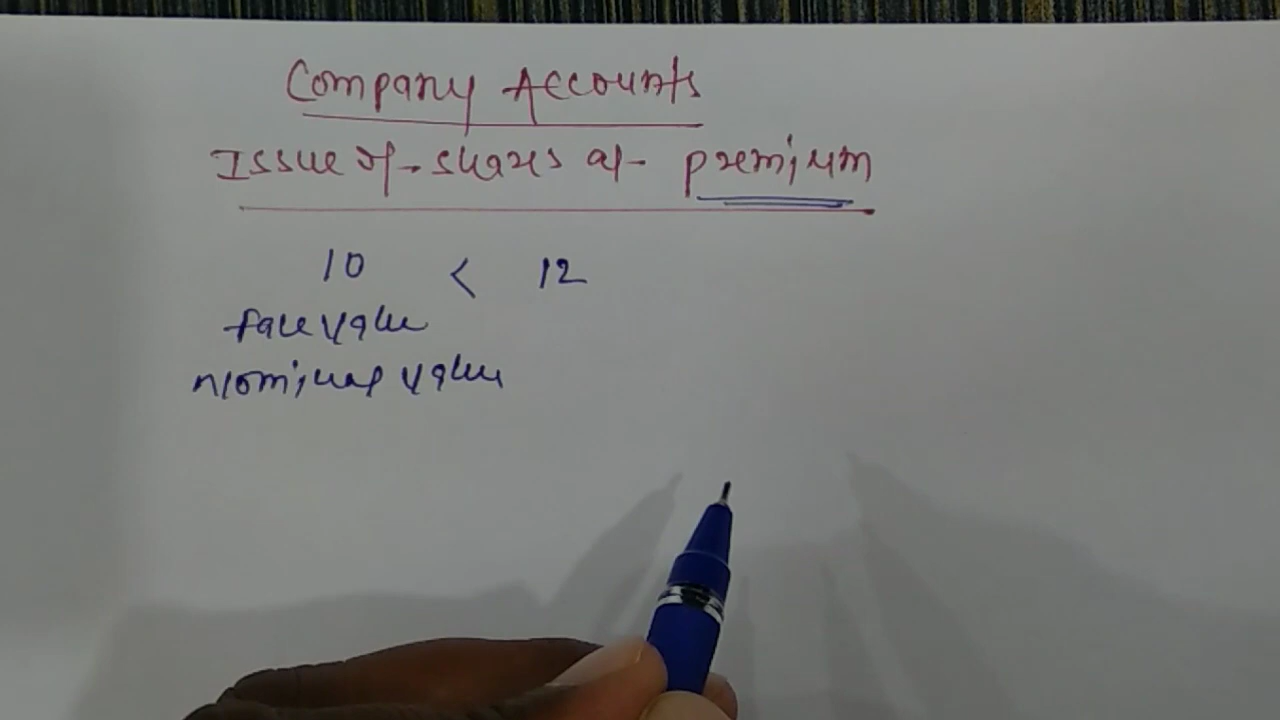 Company Accounts
Issue of shares at premium
10 < 12
face value
nominal value